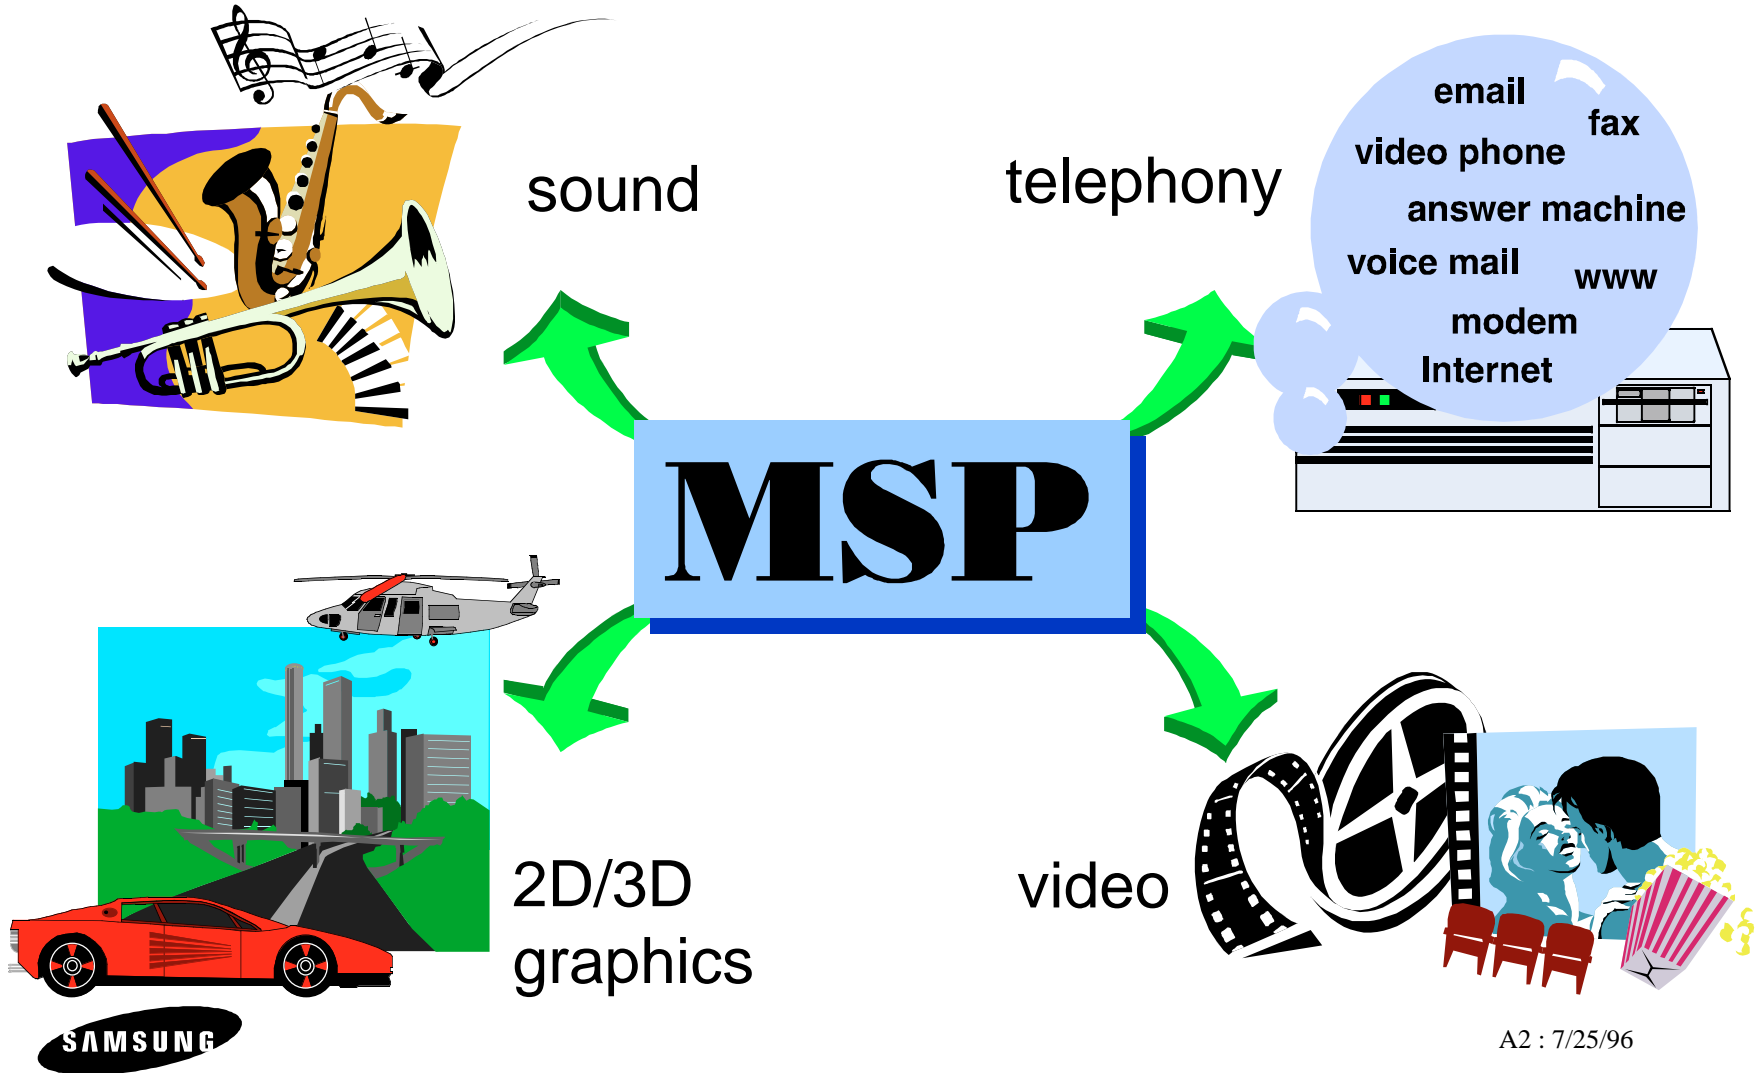 sound
telephony
email
fax
video phone
answer machine
voice mail
www
modem
Internet
MSP
2D/3D
graphics
video
SAMSUNG
A2 : 7/25/96